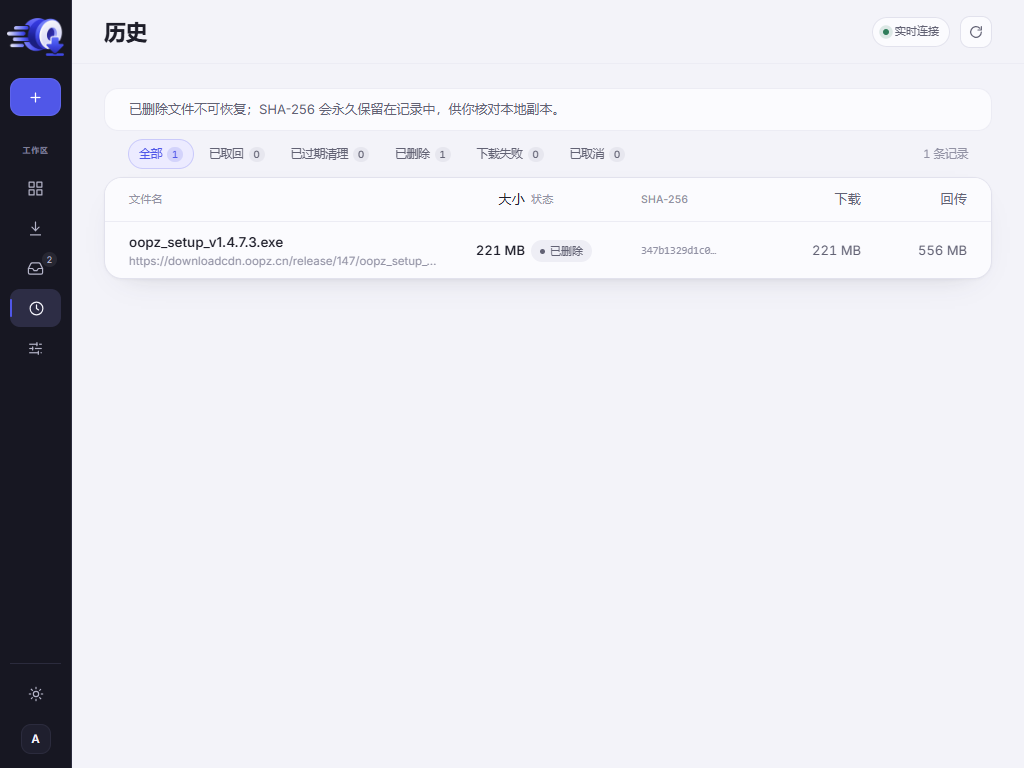 历史
实时连接
工作区
2
A
已删除文件不可恢复；SHA-256 会永久保留在记录中，供你核对本地副本。
全部 1 已取回 0 已过期清理 0 已删除 1 下载失败 0 已取消 0 1 条记录
文件名 大小 状态 SHA-256 下载 回传
oopz_setup_v1.4.7.3.exe
https://downloadcdn.oopz.cn/release/147/oopz_setup_...
221 MB 已删除 347b1329d1c0… 221 MB 556 MB